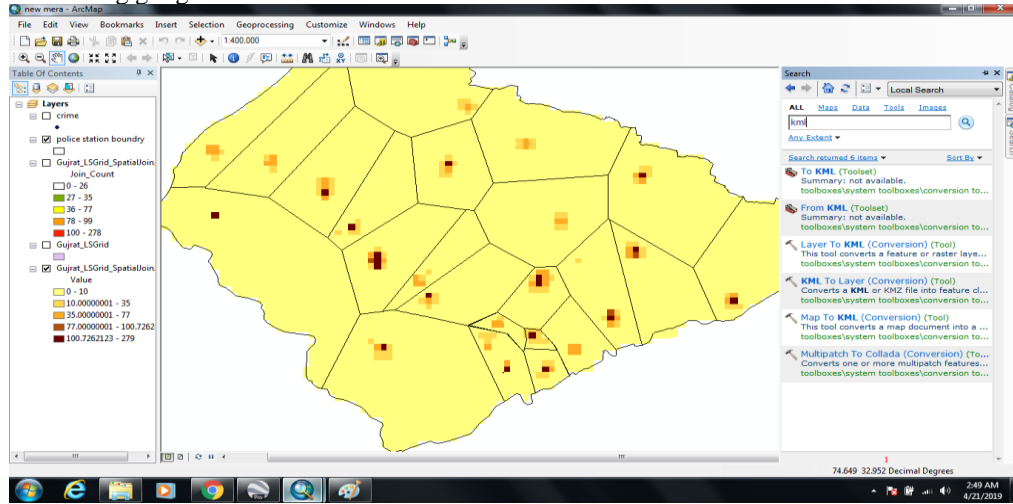 new mera - ArcMap
File Edit View Bookmarks Insert Selection Geoprocessing Customize Windows Help
1:400,000
Table Of Contents
Layers
crime
police station boundry
Gujrat_LSGrid_SpatialJoin
Join_Count
0 - 26
27 - 35
36 - 77
78 - 99
100 - 278
Gujrat_LSGrid
Gujrat_LSGrid_SpatialJoin
Value
0 - 10
10.00000001 - 35
35.00000001 - 77
77.00000001 - 100.7262
100.7262123 - 279
Search
Local Search
ALL Maps Data Tools Images
kml
Any Extent
Search returned 6 items Sort By
To KML (Toolset)
Summary: not available.
toolboxes\system toolboxes\conversion to...
From KML (Toolset)
Summary: not available.
toolboxes\system toolboxes\conversion to...
Layer To KML (Conversion) (Tool)
This tool converts a feature or raster laye...
toolboxes\system toolboxes\conversion to...
KML To Layer (Conversion) (Tool)
Converts a KML or KMZ file into feature cl...
toolboxes\system toolboxes\conversion to...
Map To KML (Conversion) (Tool)
This tool converts a map document into a ...
toolboxes\system toolboxes\conversion to...
Multipatch To Collada (Conversion) (To...
Converts one or more multipatch features...
toolboxes\system toolboxes\conversion to...
Catalog
Search
1
74.649 32.952 Decimal Degrees
2:49 AM
4/21/2019